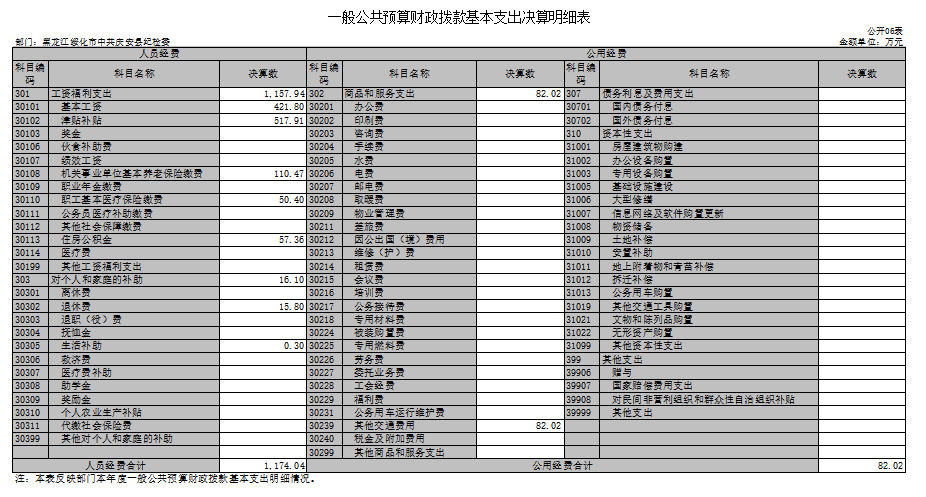 一般公共预算财政拨款基本支出决算明细表
公开06表
部门：黑龙江绥化市中共庆安县纪检委 金额单位：万元
人员经费 公用经费
科目编码 科目名称 决算数 科目编码 科目名称 决算数 科目编码 科目名称 决算数
301 工资福利支出 1,157.94 302 商品和服务支出 82.02 307 债务利息及费用支出
30101 基本工资 421.80 30201 办公费 30701 国内债务付息
30102 津贴补贴 517.91 30202 印刷费 30702 国外债务付息
30103 奖金 30203 咨询费 310 资本性支出
30106 伙食补助费 30204 手续费 31001 房屋建筑物购建
30107 绩效工资 30205 水费 31002 办公设备购置
30108 机关事业单位基本养老保险缴费 110.47 30206 电费 31003 专用设备购置
30109 职业年金缴费 30207 邮电费 31005 基础设施建设
30110 职工基本医疗保险缴费 50.40 30208 取暖费 31006 大型修缮
30111 公务员医疗补助缴费 30209 物业管理费 31007 信息网络及软件购置更新
30112 其他社会保障缴费 30211 差旅费 31008 物资储备
30113 住房公积金 57.36 30212 因公出国（境）费用 31009 土地补偿
30114 医疗费 30213 维修（护）费 31010 安置补助
30199 其他工资福利支出 30214 租赁费 31011 地上附着物和青苗补偿
303 对个人和家庭的补助 16.10 30215 会议费 31012 拆迁补偿
30301 离休费 30216 培训费 31013 公务用车购置
30302 退休费 15.80 30217 公务接待费 31019 其他交通工具购置
30303 退职（役）费 30218 专用材料费 31021 文物和陈列品购置
30304 抚恤金 30224 被装购置费 31022 无形资产购置
30305 生活补助 0.30 30225 专用燃料费 31099 其他资本性支出
30306 救济费 30226 劳务费 399 其他支出
30307 医疗费补助 30227 委托业务费 39906 赠与
30308 助学金 30228 工会经费 39907 国家赔偿费用支出
30309 奖励金 30229 福利费 39908 对民间非营利组织和群众性自治组织补贴
30310 个人农业生产补贴 30231 公务用车运行维护费 39999 其他支出
30311 代缴社会保险费 30239 其他交通费用 82.02
30399 其他对个人和家庭的补助 30240 税金及附加费用
30299 其他商品和服务支出
人员经费合计 1,174.04 公用经费合计 82.02
注：本表反映部门本年度一般公共预算财政拨款基本支出明细情况。